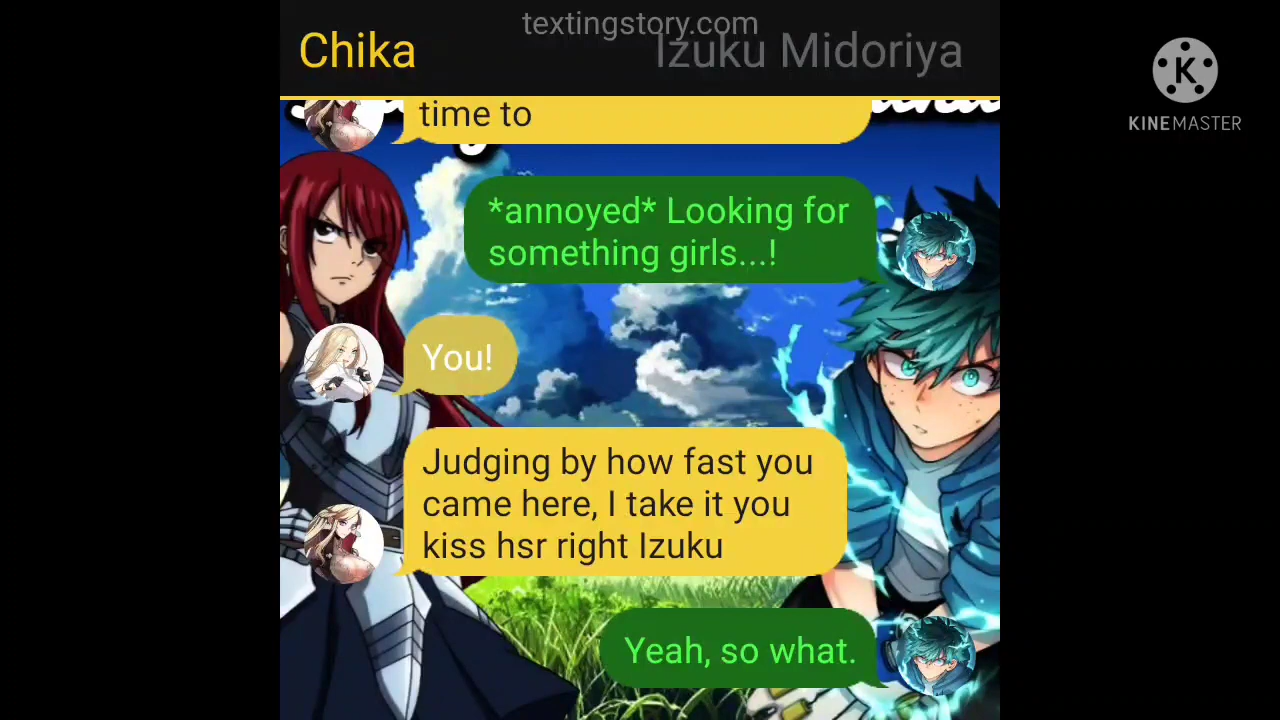 textingstory.com
Chika
Izuku Midoriya
K
KINEMASTER
time to
*annoyed* Looking for
something girls...!
You!
Judging by how fast you
came here, I take it you
kiss hsr right Izuku
Yeah, so what.